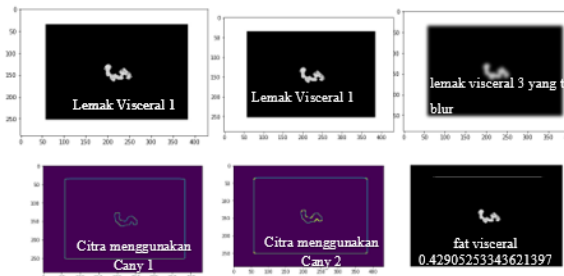 Lemak Visceral 1
Lemak Visceral 1
lemak visceral 3 yang t
blur
Citra menggunakan
Cany 1
Citra menggunakan
Cany 2
fat visceral
0.42905253343621397